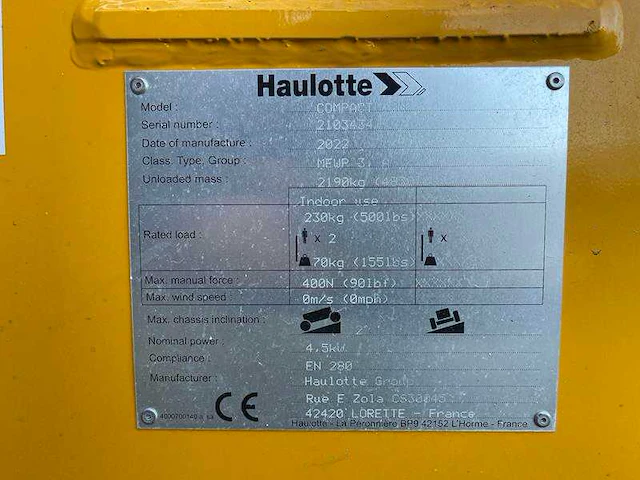 Haulotte
Model : COMPACT
Serial number : 2103434
Date of manufacture : 2022
Class. Type, Group : MEWP 3, A
Unloaded mass : 2190kg
Indoor use
Rated load : 230kg (500lbs)
x 2 x
70kg (155lbs)
Max. manual force : 400N (90lbf)
Max. wind speed : 0m/s (0mph)
Max. chassis inclination :
Nominal power : 4,5kW
Compliance : EN 280
Manufacturer : Haulotte Group
Rue E Zola CS30045
42420 LORETTE - France
CE
Haulotte - La Péronnière BP9 42152 L'Horme - France